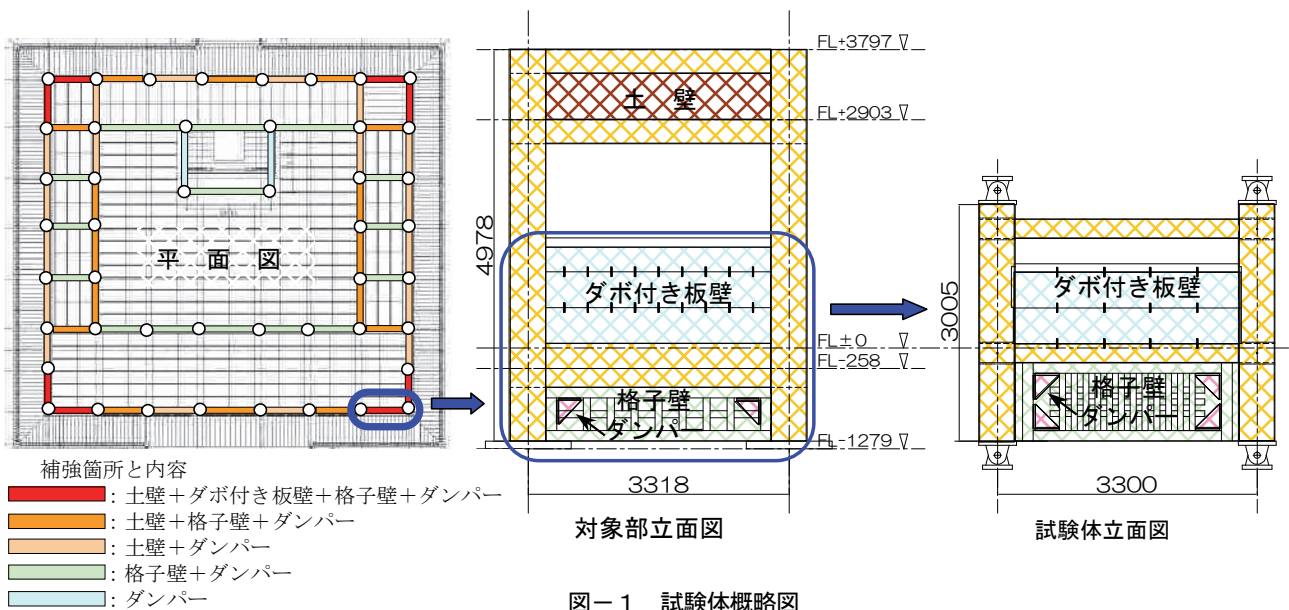 平面図
補強箇所と内容
：土壁＋ダボ付き板壁＋格子壁＋ダンパー
：土壁＋格子壁＋ダンパー
：土壁＋ダンパー
：格子壁＋ダンパー
：ダンパー
FL+3797
土 壁
FL+2903
4978
ダボ付き板壁
FL±0
FL-258
格子壁
ダンパー
FL-1279
3318
対象部立面図
3005
ダボ付き板壁
格子壁
ダンパー
3300
試験体立面図
図－1 試験体概略図